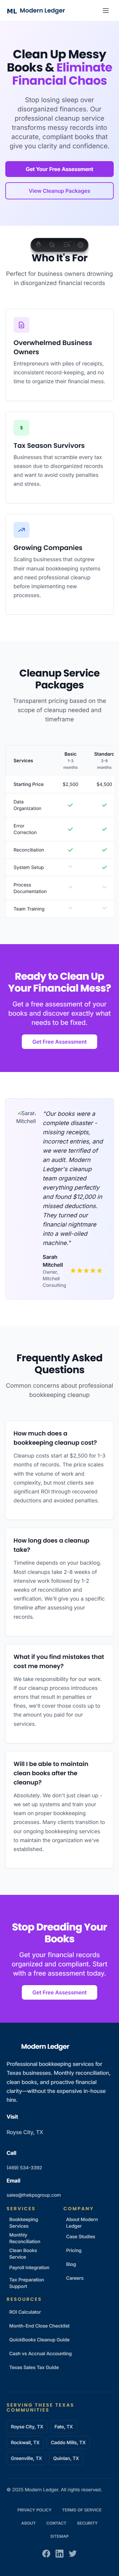 ML Modern Ledger
Clean Up Messy
Books & Eliminate
Financial Chaos
Stop losing sleep over
disorganized finances. Our
professional cleanup service
transforms messy records into
accurate, compliant books that
give you clarity and confidence.
Get Your Free Assessment
View Cleanup Packages
Who It's For
Perfect for business owners drowning
in disorganized financial records
Overwhelmed Business
Owners
Entrepreneurs with piles of receipts,
inconsistent record-keeping, and no
time to organize their financial mess.
$
Tax Season Survivors
Businesses that scramble every tax
season due to disorganized records
and want to avoid costly penalties
and stress.
Growing Companies
Scaling businesses that outgrew
their manual bookkeeping systems
and need professional cleanup
before implementing new
processes.
Cleanup Service
Packages
Transparent pricing based on the
scope of cleanup needed and
timeframe
Services Basic Standard
1-3 3-6
months months
Starting Price $2,500 $4,500
Data
Organization
Error
Correction
Reconciliation
System Setup
Process
Documentation
Team Training
Ready to Clean Up
Your Financial Mess?
Get a free assessment of your
books and discover exactly what
needs to be fixed.
Get Free Assessment
Sarah
Mitchell
"Our books were a
complete disaster -
missing receipts,
incorrect entries, and
we were terrified of
an audit. Modern
Ledger's cleanup
team organized
everything perfectly
and found $12,000 in
missed deductions.
They turned our
financial nightmare
into a well-oiled
machine."
Sarah
Mitchell
Owner,
Mitchell
Consulting
Frequently Asked
Questions
Common concerns about professional
bookkeeping cleanup
How much does a
bookkeeping cleanup cost?
Cleanup costs start at $2,500 for 1-3
months of records. The price scales
with the volume of work and
complexity, but most clients see
significant ROI through recovered
deductions and avoided penalties.
How long does a cleanup
take?
Timeline depends on your backlog.
Most cleanups take 2-8 weeks of
intensive work followed by 1-2
weeks of reconciliation and
verification. We'll give you a specific
timeline after assessing your
records.
What if you find mistakes that
cost me money?
We take responsibility for our work.
If our cleanup process introduces
errors that result in penalties or
fines, we'll cover those costs up to
the amount you paid for our
services.
Will I be able to maintain
clean books after the
cleanup?
Absolutely. We don't just clean up -
we set up systems and train your
team on proper bookkeeping
processes. Many clients transition to
our ongoing bookkeeping services
to maintain the organization we've
established.
Stop Dreading Your
Books
Get your financial records
organized and compliant. Start
with a free assessment today.
Get Free Assessment
Modern Ledger
Professional bookkeeping services for
Texas businesses. Monthly reconciliation,
clean books, and proactive financial
clarity—without the expensive in-house
hire.
Visit
Royse City, TX
Call
(469) 534-3392
Email
sales@thebpsgroup.com
SERVICES
Bookkeeping
Services
Monthly
Reconciliation
Clean Books
Service
Payroll Integration
Tax Preparation
Support
COMPANY
About Modern
Ledger
Case Studies
Pricing
Blog
Careers
RESOURCES
ROI Calculator
Month-End Close Checklist
QuickBooks Cleanup Guide
Cash vs Accrual Accounting
Texas Sales Tax Guide
SERVING THESE TEXAS
COMMUNITIES
Royse City, TX Fate, TX
Rockwall, TX Caddo Mills, TX
Greenville, TX Quinlan, TX
© 2025 Modern Ledger. All rights reserved.
PRIVACY POLICY TERMS OF SERVICE
ABOUT CONTACT SECURITY
SITEMAP